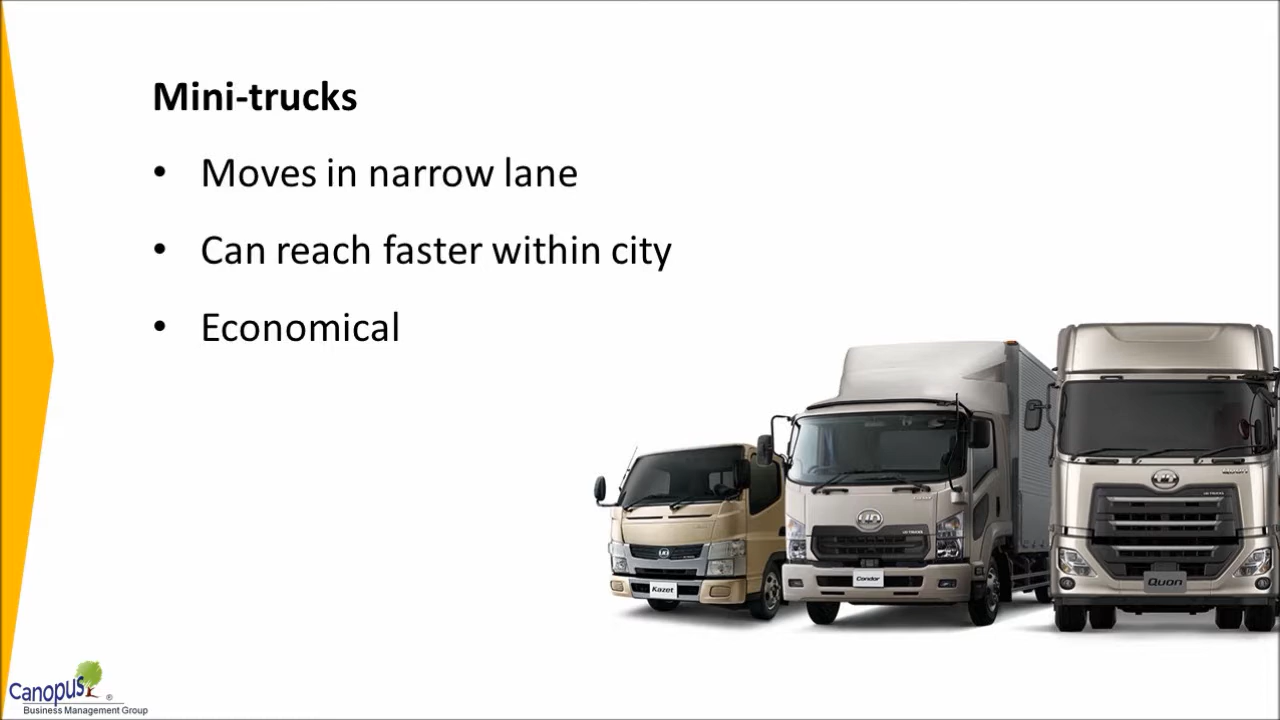 Mini-trucks
• Moves in narrow lane
• Can reach faster within city
• Economical
Kazet
Condor
Quon
Canopus ®
Business Management Group